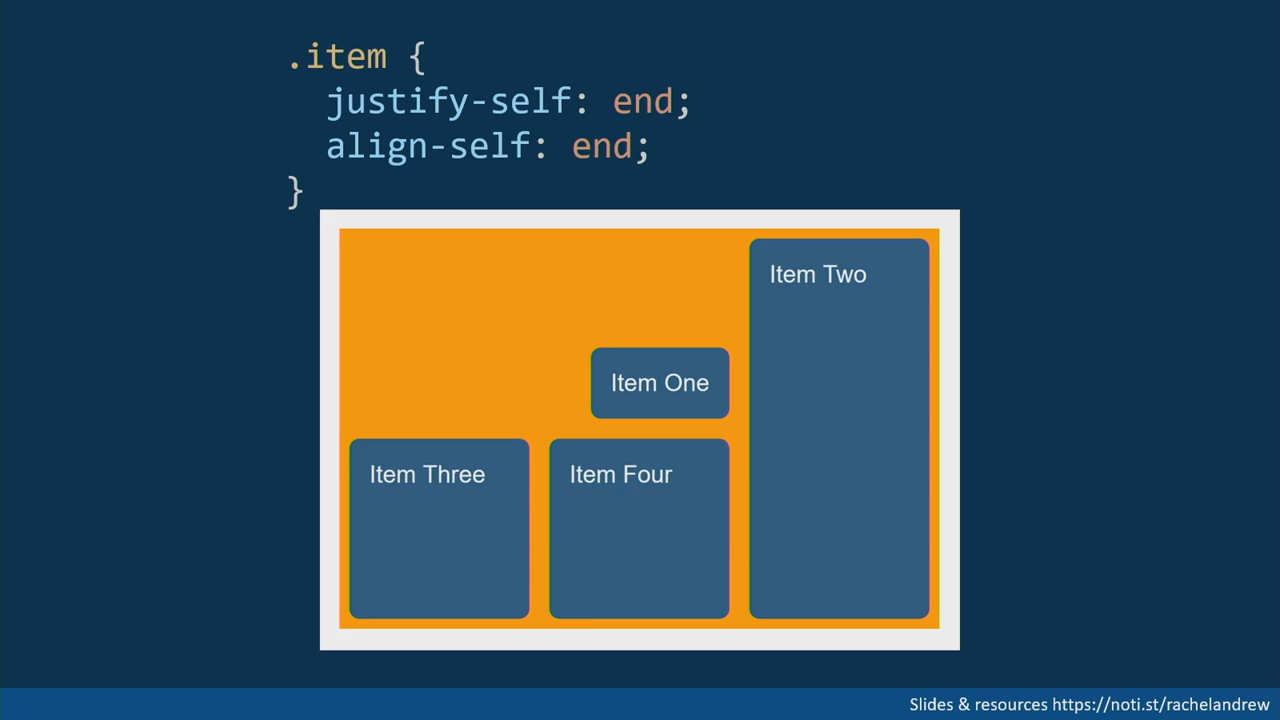 .item {
justify-self: end;
align-self: end;
}
Item Two
Item One
Item Three
Item Four
Slides & resources https://noti.st/rachelandrew